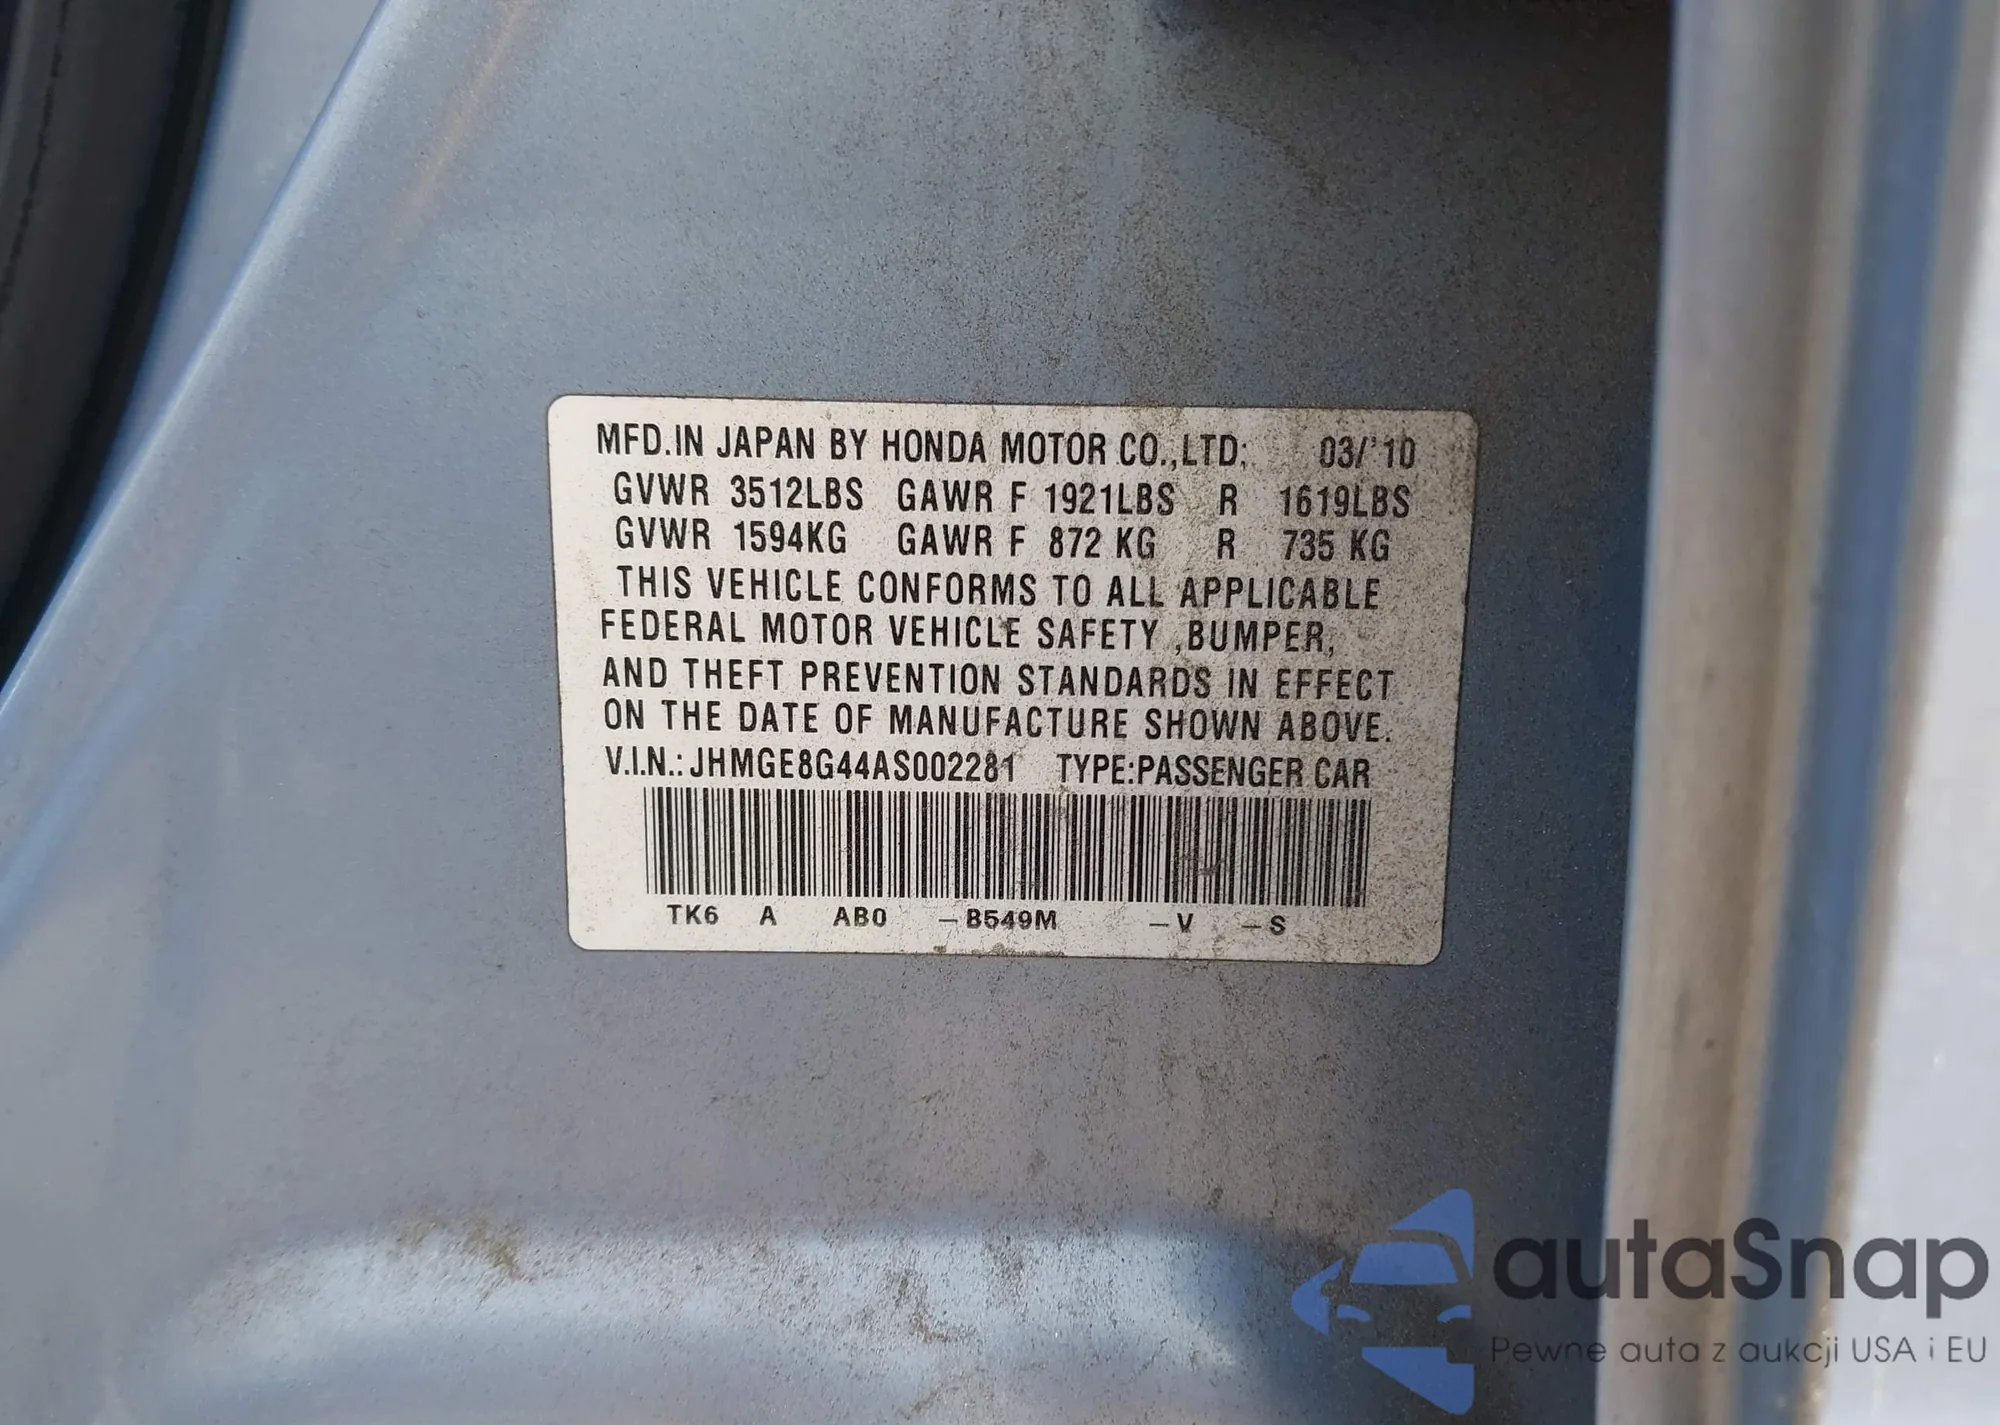 MFD.IN JAPAN BY HONDA MOTOR CO.,LTD; 03/'10
GVWR 3512LBS GAWR F 1921LBS R 1619LBS
GVWR 1594KG GAWR F 872 KG R 735 KG
THIS VEHICLE CONFORMS TO ALL APPLICABLE
FEDERAL MOTOR VEHICLE SAFETY ,BUMPER,
AND THEFT PREVENTION STANDARDS IN EFFECT
ON THE DATE OF MANUFACTURE SHOWN ABOVE.
V.I.N.: JHMGE8G44AS002281 TYPE:PASSENGER CAR
TK6 A AB0 –B549M –V –S
autaSnap
Pewne auta z aukcji USA i EU